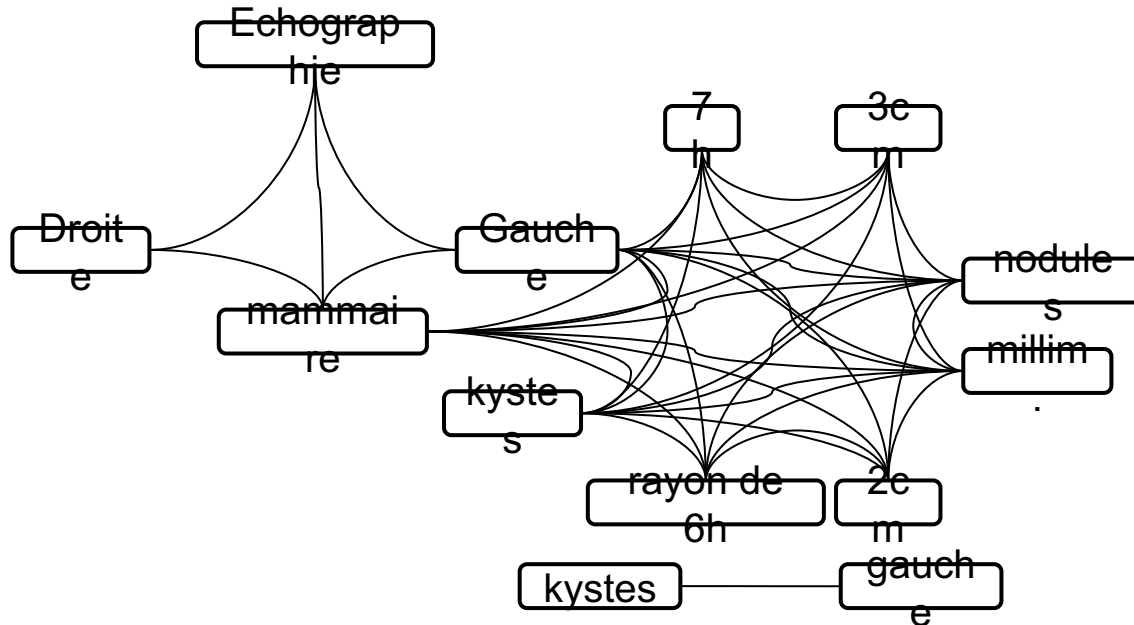 Echograp
hie
7
h
3c
m
Droit
e
Gauch
e
nodule
s
mammai
re
millim
.
kyste
s
rayon de
6h
2c
m
kystes
gauch
e